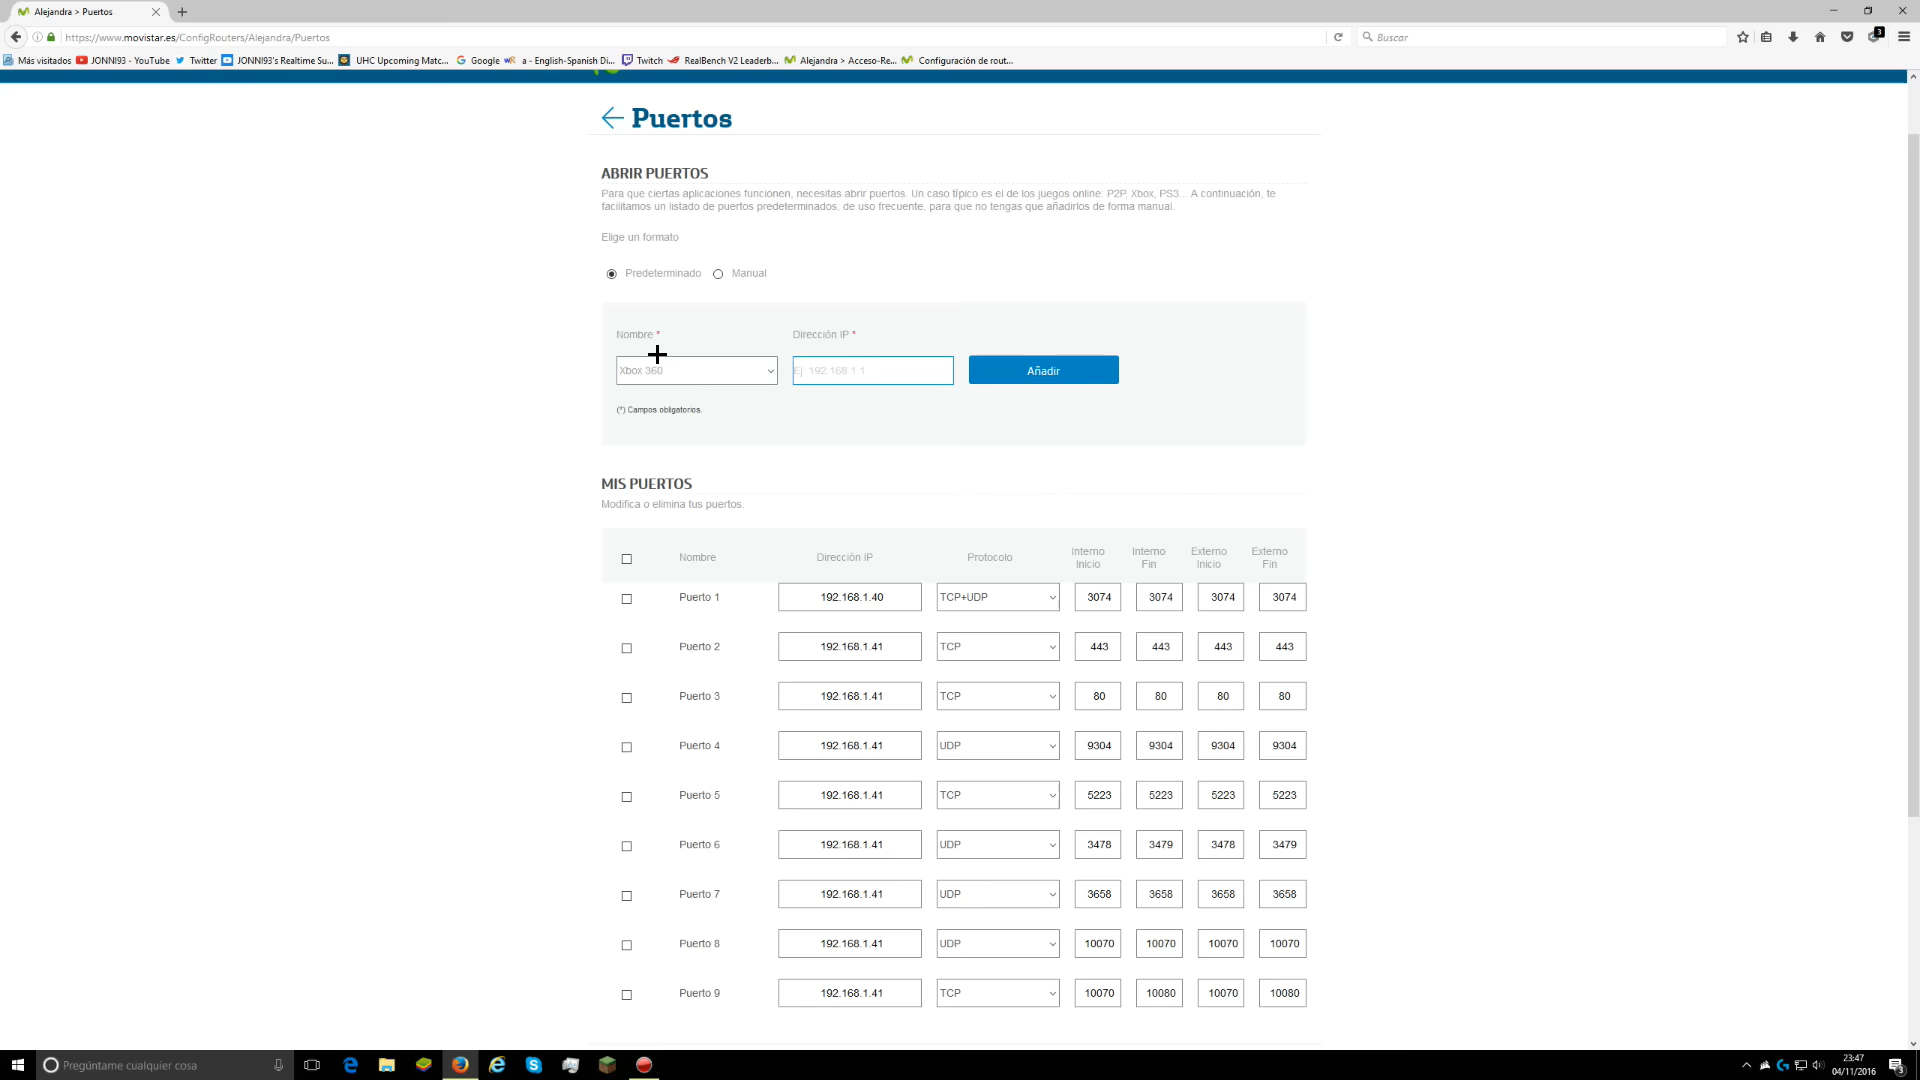 Alejandra > Puertos
https://www.movistar.es/ConfigRouters/Alejandra/Puertos
Buscar
3
Más visitados JONNI93 - YouTube Twitter JONNI93's Realtime Su... UHC Upcoming Matc... Google a - English-Spanish Di... Twitch RealBench V2 Leaderb... Alejandra > Acceso-Re... Configuración de rout...
Puertos
ABRIR PUERTOS
Para que ciertas aplicaciones funcionen, necesitas abrir puertos. Un caso típico es el de los juegos online: P2P, Xbox, PS3... A continuación, te
facilitamos un listado de puertos predeterminados, de uso frecuente, para que no tengas que añadirlos de forma manual.
Elige un formato
Predeterminado Manual
Nombre * Dirección IP *
Xbox 360 Ej: 192.168.1.1 Añadir
(*) Campos obligatorios.
MIS PUERTOS
Modifica o elimina tus puertos.
Nombre Dirección IP Protocolo Interno Inicio Interno Fin Externo Inicio Externo Fin
Puerto 1 192.168.1.40 TCP+UDP 3074 3074 3074 3074
Puerto 2 192.168.1.41 TCP 443 443 443 443
Puerto 3 192.168.1.41 TCP 80 80 80 80
Puerto 4 192.168.1.41 UDP 9304 9304 9304 9304
Puerto 5 192.168.1.41 TCP 5223 5223 5223 5223
Puerto 6 192.168.1.41 UDP 3478 3479 3478 3479
Puerto 7 192.168.1.41 UDP 3658 3658 3658 3658
Puerto 8 192.168.1.41 UDP 10070 10070 10070 10070
Puerto 9 192.168.1.41 TCP 10070 10080 10070 10080
Pregúntame cualquier cosa
23:47
04/11/2016
3